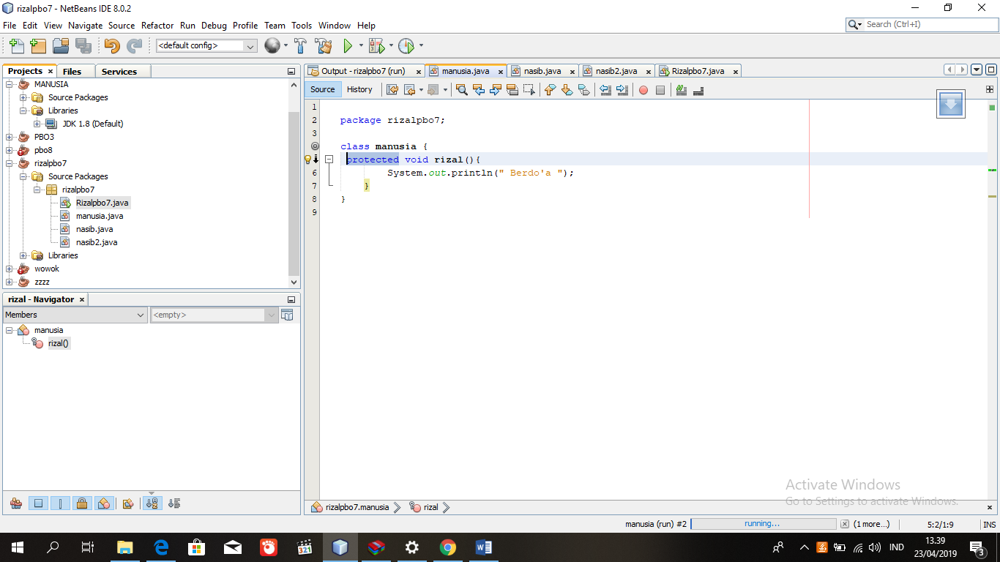 rizalpbo7 - NetBeans IDE 8.0.2
File Edit View Navigate Source Refactor Run Debug Profile Team Tools Window Help
Search (Ctrl+I)
<default config>
Projects Files Services
MANUSIA
Source Packages
Libraries
JDK 1.8 (Default)
PBO3
pbo8
rizalpbo7
Source Packages
rizalpbo7
Rizalpbo7.java
manusia.java
nasib.java
nasib2.java
Libraries
wowok
zzzz
rizal - Navigator
Members <empty>
manusia
rizal()
Output - rizalpbo7 (run) manusia.java nasib.java nasib2.java Rizalpbo7.java
Source History
1
2 package rizalpbo7;
3
class manusia {
protected void rizal(){
6 System.out.println(" Berdo'a ");
7 }
8 }
9
Activate Windows
Go to Settings to activate Windows.
rizalpbo7.manusia rizal
manusia (run) #2 running... (1 more...) 5:2/1:9 INS
321
IND
13.39
23/04/2019
3